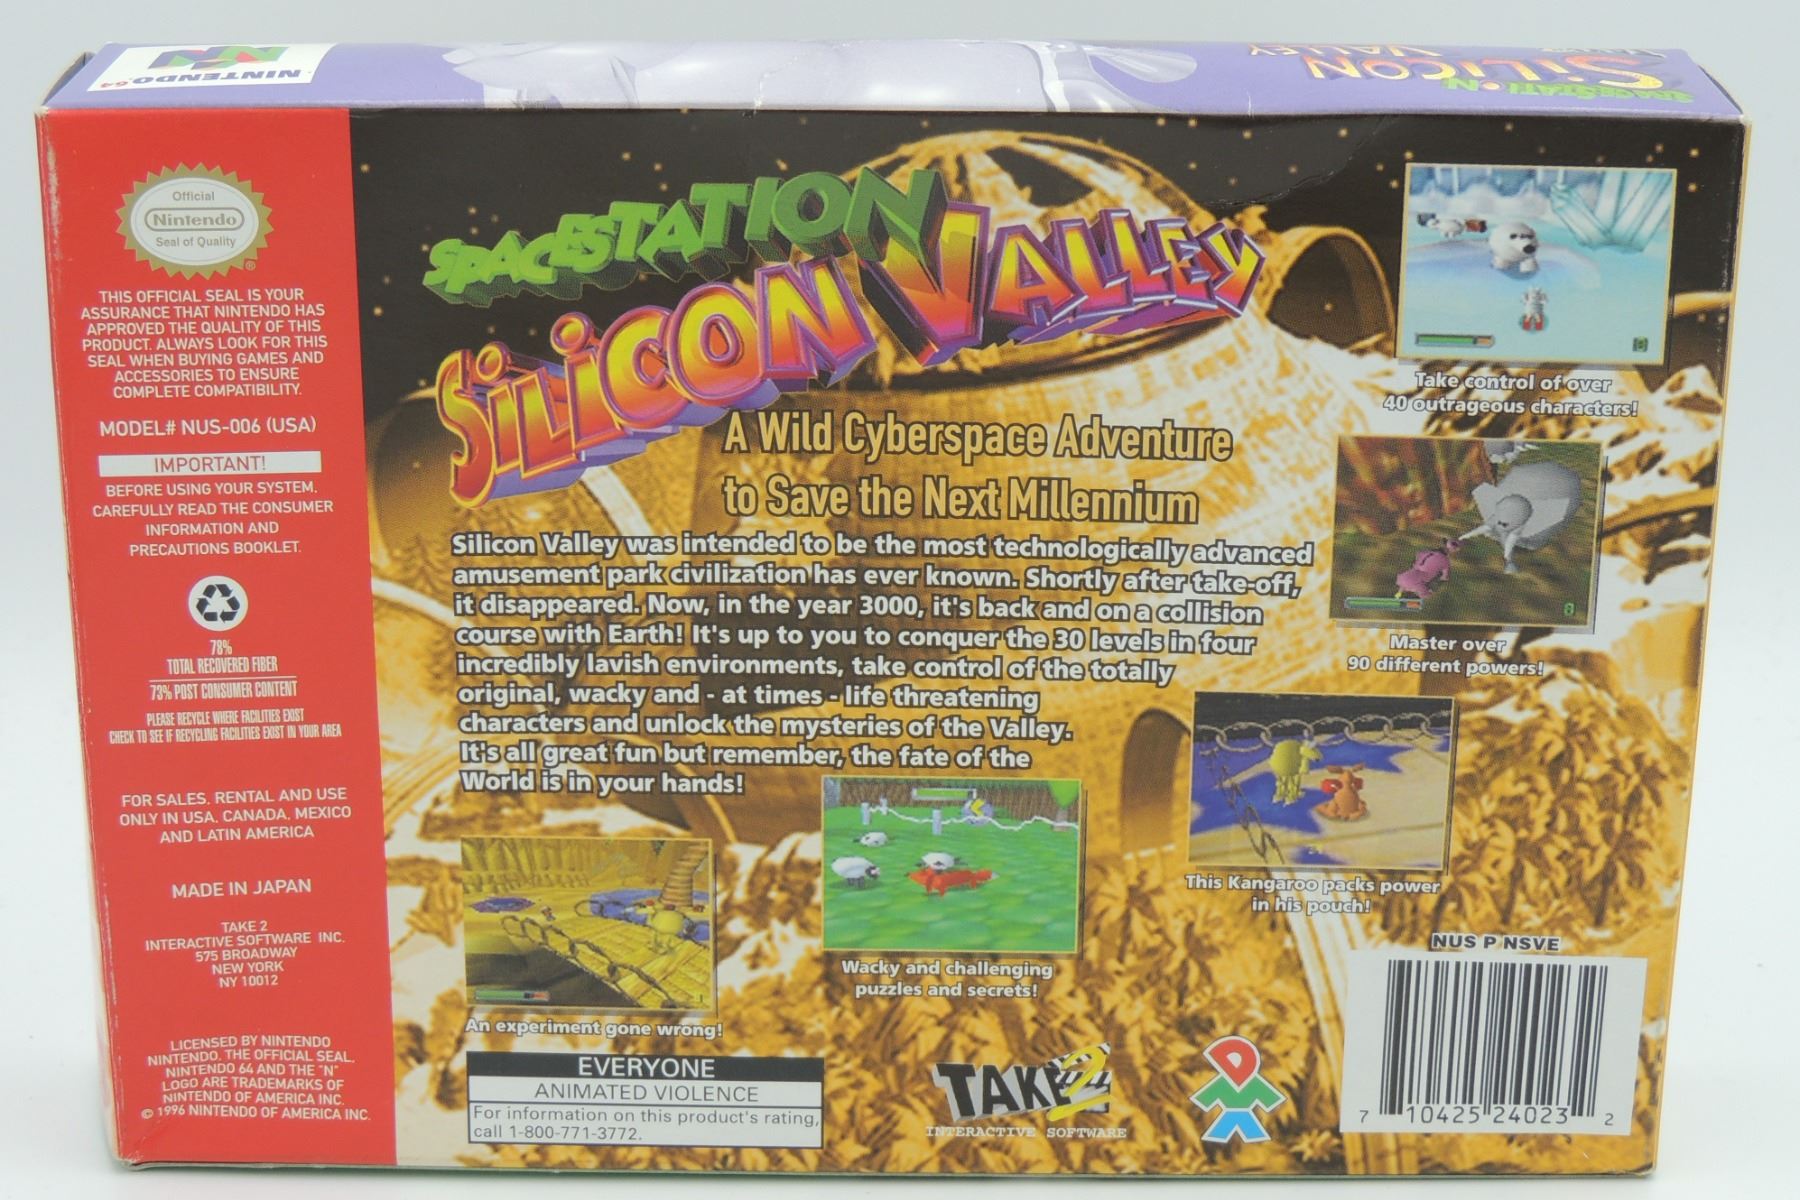 NINTENDO 64
SPACESTATION
SiLiCON
VALLEY
Official
Nintendo
Seal of Quality
®
THIS OFFICIAL SEAL IS YOUR
ASSURANCE THAT NINTENDO HAS
APPROVED THE QUALITY OF THIS
PRODUCT. ALWAYS LOOK FOR THIS
SEAL WHEN BUYING GAMES AND
ACCESSORIES TO ENSURE
COMPLETE COMPATIBILITY.
MODEL# NUS-006 (USA)
IMPORTANT!
BEFORE USING YOUR SYSTEM,
CAREFULLY READ THE CONSUMER
INFORMATION AND
PRECAUTIONS BOOKLET.
78%
TOTAL RECOVERED FIBER
73% POST CONSUMER CONTENT
PLEASE RECYCLE WHERE FACILITIES EXIST
CHECK TO SEE IF RECYCLING FACILITIES EXIST IN YOUR AREA
FOR SALES, RENTAL AND USE
ONLY IN USA, CANADA, MEXICO
AND LATIN AMERICA
MADE IN JAPAN
TAKE 2
INTERACTIVE SOFTWARE INC.
575 BROADWAY
NEW YORK
NY 10012
LICENSED BY NINTENDO
NINTENDO, THE OFFICIAL SEAL,
NINTENDO 64 AND THE "N"
LOGO ARE TRADEMARKS OF
NINTENDO OF AMERICA INC.
© 1996 NINTENDO OF AMERICA INC.
SPACESTATION
SiLiCON VALLEY
A Wild Cyberspace Adventure
to Save the Next Millennium
Silicon Valley was intended to be the most technologically advanced
amusement park civilization has ever known. Shortly after take-off,
it disappeared. Now, in the year 3000, it's back and on a collision
course with Earth! It's up to you to conquer the 30 levels in four
incredibly lavish environments, take control of the totally
original, wacky and - at times - life threatening
characters and unlock the mysteries of the Valley.
It's all great fun but remember, the fate of the
World is in your hands!
Take control of over
40 outrageous characters!
Master over
90 different powers!
This Kangaroo packs power
in his pouch!
Wacky and challenging
puzzles and secrets!
An experiment gone wrong!
EVERYONE
ANIMATED VIOLENCE
For information on this product's rating,
call 1-800-771-3772.
TAKE 2
INTERACTIVE SOFTWARE
DMA
NUS P NSVE
7 10425 24023 2